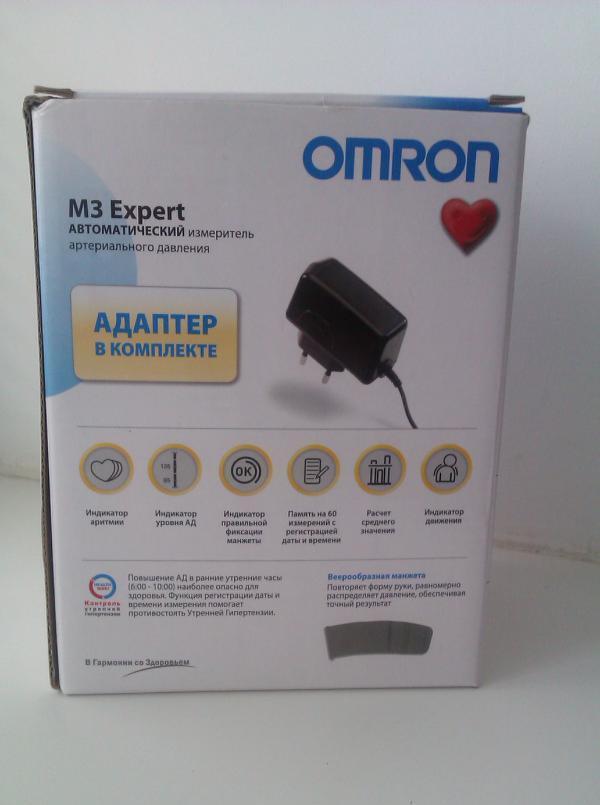 OMRON
M3 Expert
АВТОМАТИЧЕСКИЙ измеритель
артериального давления
АДАПТЕР
В КОМПЛЕКТЕ
135
85
OK
Индикатор
аритмии
Индикатор
уровня АД
Индикатор
правильной
фиксации
манжеты
Память на 60
измерений с
регистрацией
даты и времени
Расчет
среднего
значения
Индикатор
движения
Контроль
утренней
гипертензии
Повышение АД в ранние утренние часы
(6:00 - 10:00) наиболее опасно для
здоровья. Функция регистрации даты и
времени измерения помогает
противостоять Утренней Гипертензии.
Веерообразная манжета
Повторяет форму руки, равномерно
распределяет давление, обеспечивая
точный результат
В Гармонии со Здоровьем